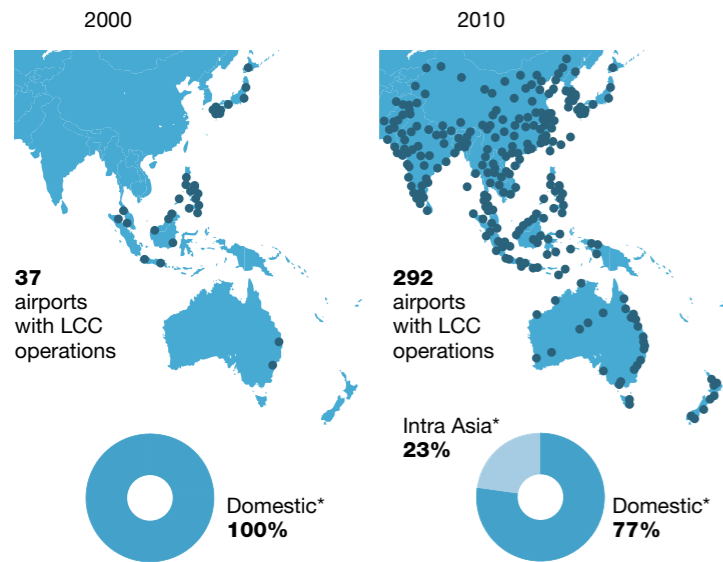 2000
37
airports
with LCC
operations
Domestic*
100%
2010
292
airports
with LCC
operations
Intra Asia*
23%
Domestic*
77%